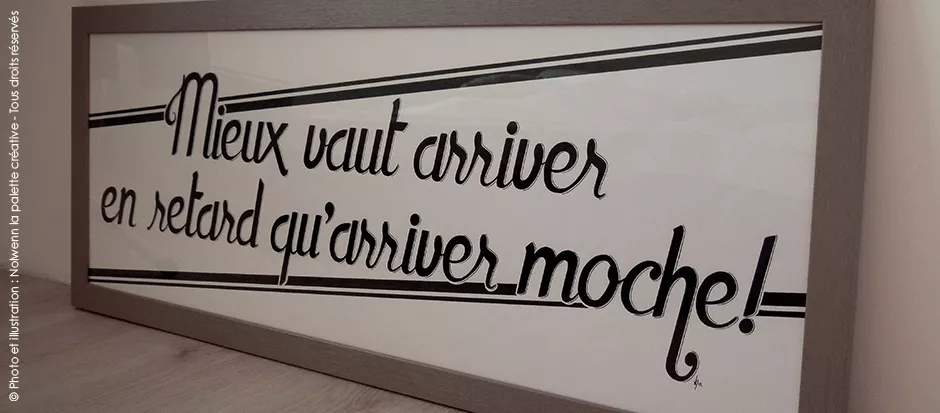 Mieux vaut arriver
en retard qu'arriver moche!
© Photo et illustration : Nolwenn la palette créative - Tous droits réservés